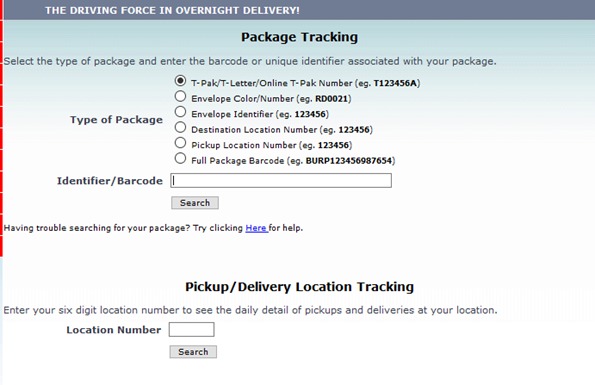 THE DRIVING FORCE IN OVERNIGHT DELIVERY!
Package Tracking
Select the type of package and enter the barcode or unique identifier associated with your package.
T-Pak/T-Letter/Online T-Pak Number (eg. T123456A)
Envelope Color/Number (eg. RD0021)
Envelope Identifier (eg. 123456)
Type of Package
Destination Location Number (eg. 123456)
Pickup Location Number (eg. 123456)
Full Package Barcode (eg. BURP123456987654)
Identifier/Barcode
Search
Having trouble searching for your package? Try clicking Here for help.
Pickup/Delivery Location Tracking
Enter your six digit location number to see the daily detail of pickups and deliveries at your location.
Location Number
Search